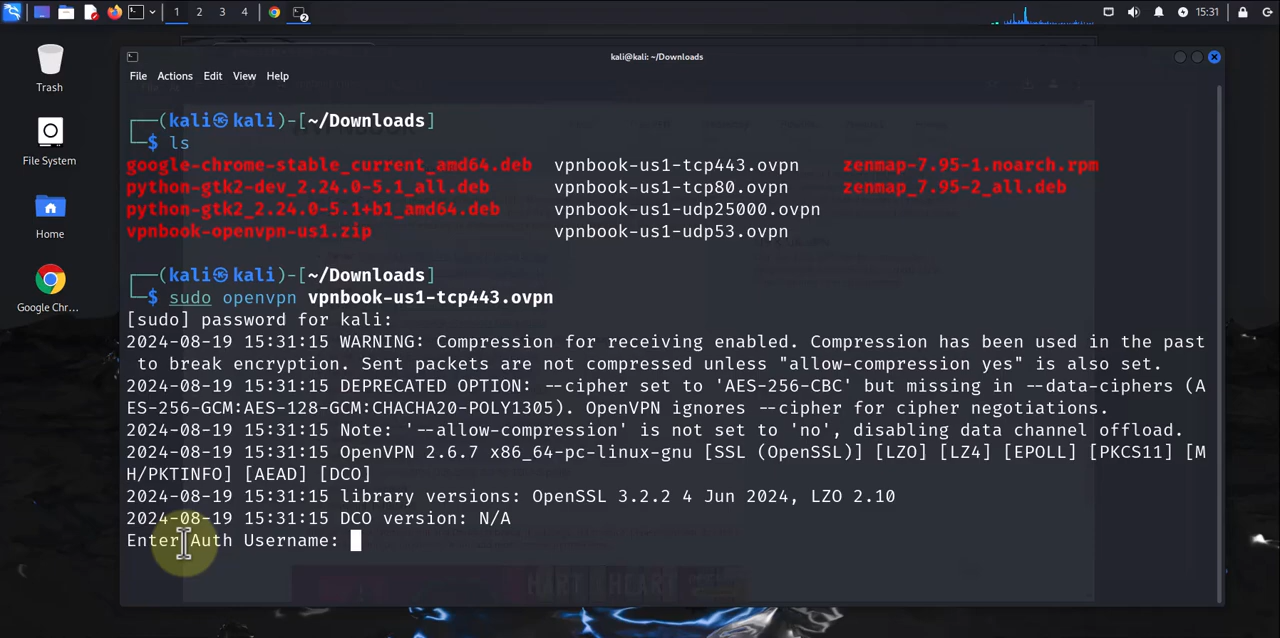 1 2 3 4 2 15:31
kali@kali: ~/Downloads
File Actions Edit View Help
Trash
File System
Home
Google Chr...
┌──(kali㉿kali)-[~/Downloads]
└─$ ls
google-chrome-stable_current_amd64.deb vpnbook-us1-tcp443.ovpn zenmap-7.95-1.noarch.rpm
python-gtk2-dev_2.24.0-5.1_all.deb vpnbook-us1-tcp80.ovpn zenmap_7.95-2_all.deb
python-gtk2_2.24.0-5.1+b1_amd64.deb vpnbook-us1-udp25000.ovpn
vpnbook-openvpn-us1.zip vpnbook-us1-udp53.ovpn
┌──(kali㉿kali)-[~/Downloads]
└─$ sudo openvpn vpnbook-us1-tcp443.ovpn
[sudo] password for kali:
2024-08-19 15:31:15 WARNING: Compression for receiving enabled. Compression has been used in the past
to break encryption. Sent packets are not compressed unless "allow-compression yes" is also set.
2024-08-19 15:31:15 DEPRECATED OPTION: --cipher set to 'AES-256-CBC' but missing in --data-ciphers (A
ES-256-GCM:AES-128-GCM:CHACHA20-POLY1305). OpenVPN ignores --cipher for cipher negotiations.
2024-08-19 15:31:15 Note: '--allow-compression' is not set to 'no', disabling data channel offload.
2024-08-19 15:31:15 OpenVPN 2.6.7 x86_64-pc-linux-gnu [SSL (OpenSSL)] [LZO] [LZ4] [EPOLL] [PKCS11] [M
H/PKTINFO] [AEAD] [DCO]
2024-08-19 15:31:15 library versions: OpenSSL 3.2.2 4 Jun 2024, LZO 2.10
2024-08-19 15:31:15 DCO version: N/A
Enter Auth Username: